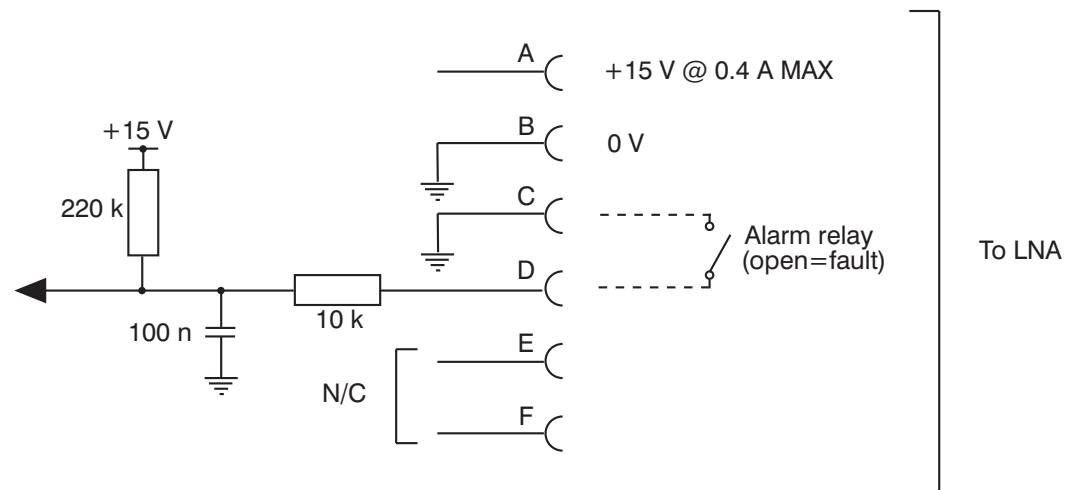 A
+15 V @ 0.4 A MAX
B
0 V
+15 V
220 k
C
Alarm relay
(open=fault)
To LNA
D
100 n
10 k
E
N/C
F